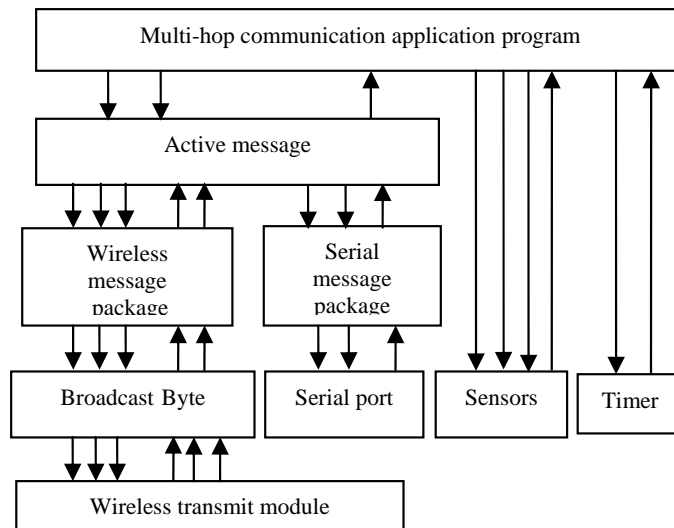 Multi-hop communication application program
Active message
Wireless
message
package
Serial
message
package
Broadcast Byte
Serial port
Sensors
Timer
Wireless transmit module